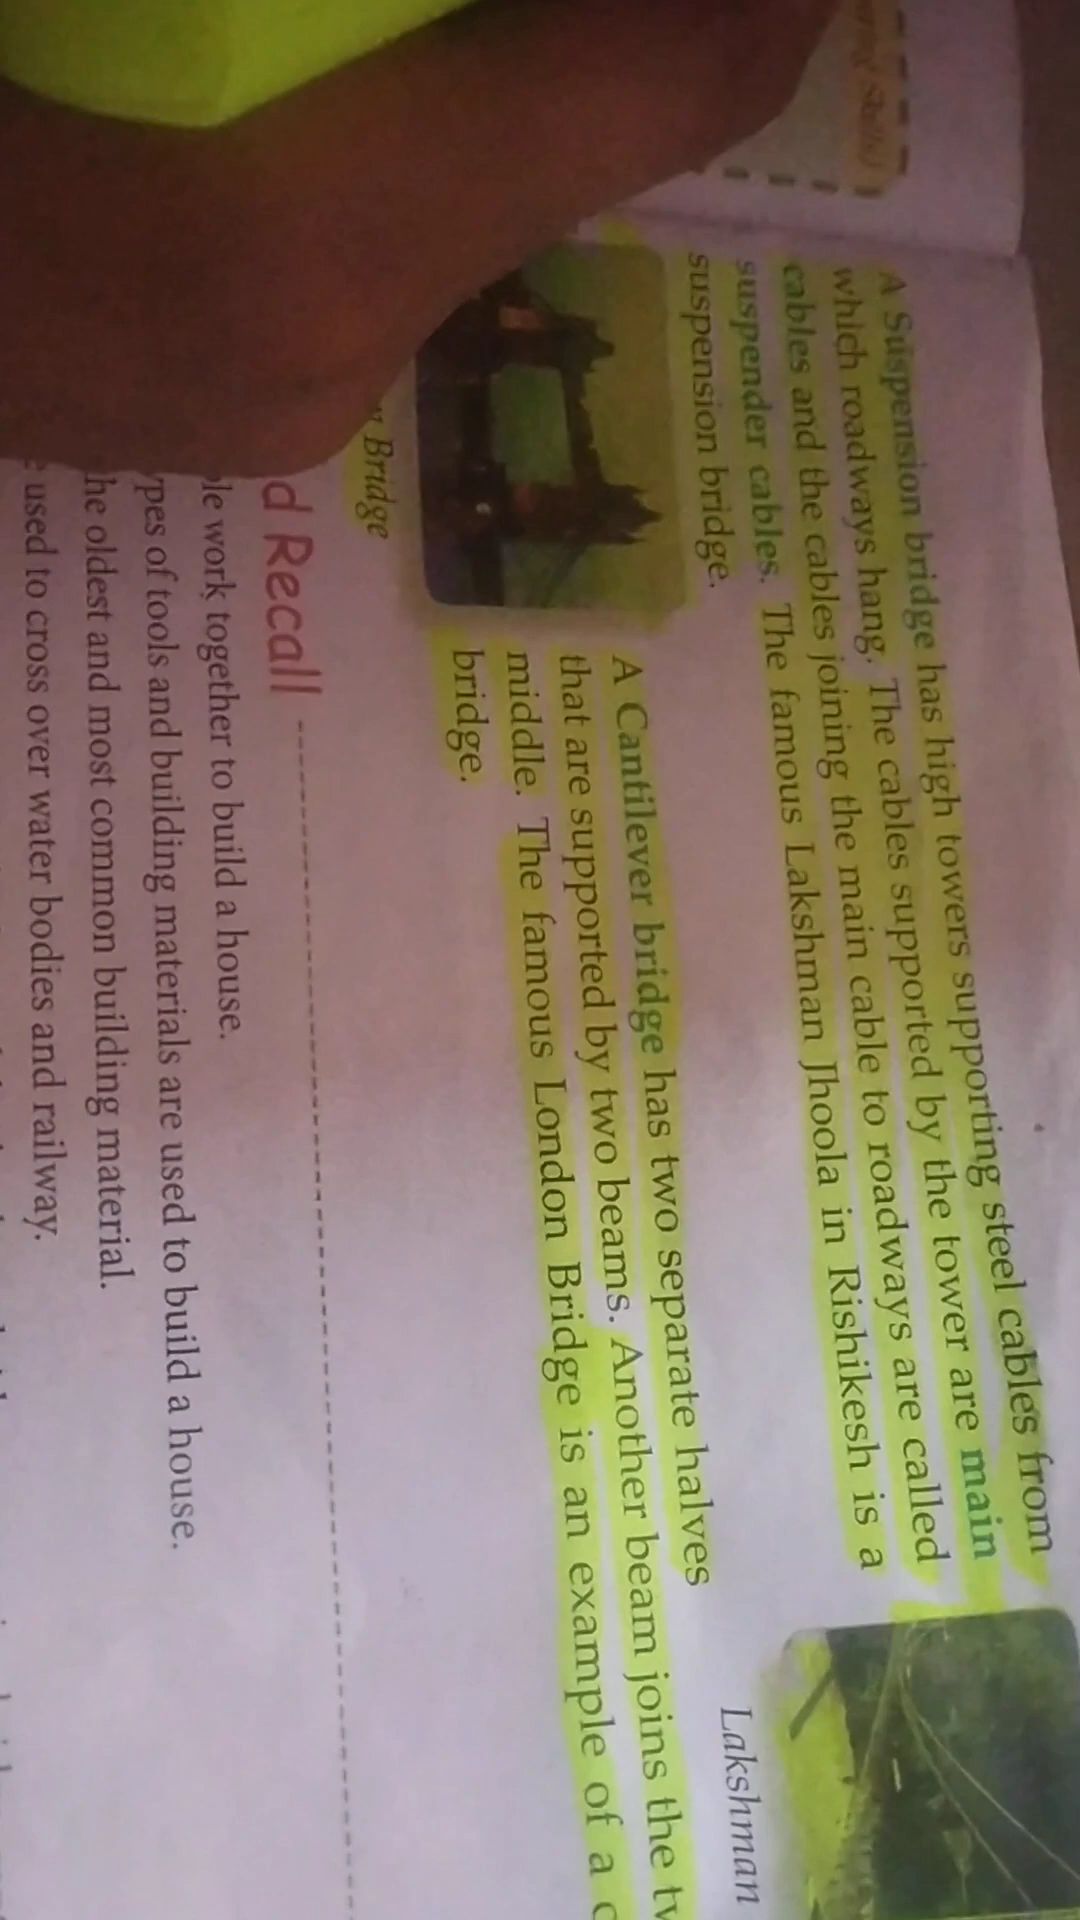 A Suspension bridge has high towers supporting steel cables from
which roadways hang. The cables supported by the tower are main
cables and the cables joining the main cable to roadways are called
suspender cables. The famous Lakshman Jhoola in Rishikesh is a
suspension bridge.
Lakshman
A Cantilever bridge has two separate halves
that are supported by two beams. Another beam joins the
middle. The famous London Bridge is an example of a
bridge.
Bridge
Recall
work together to build a house.
of tools and building materials are used to build a house.
oldest and most common building material.
used to cross over water bodies and railway.